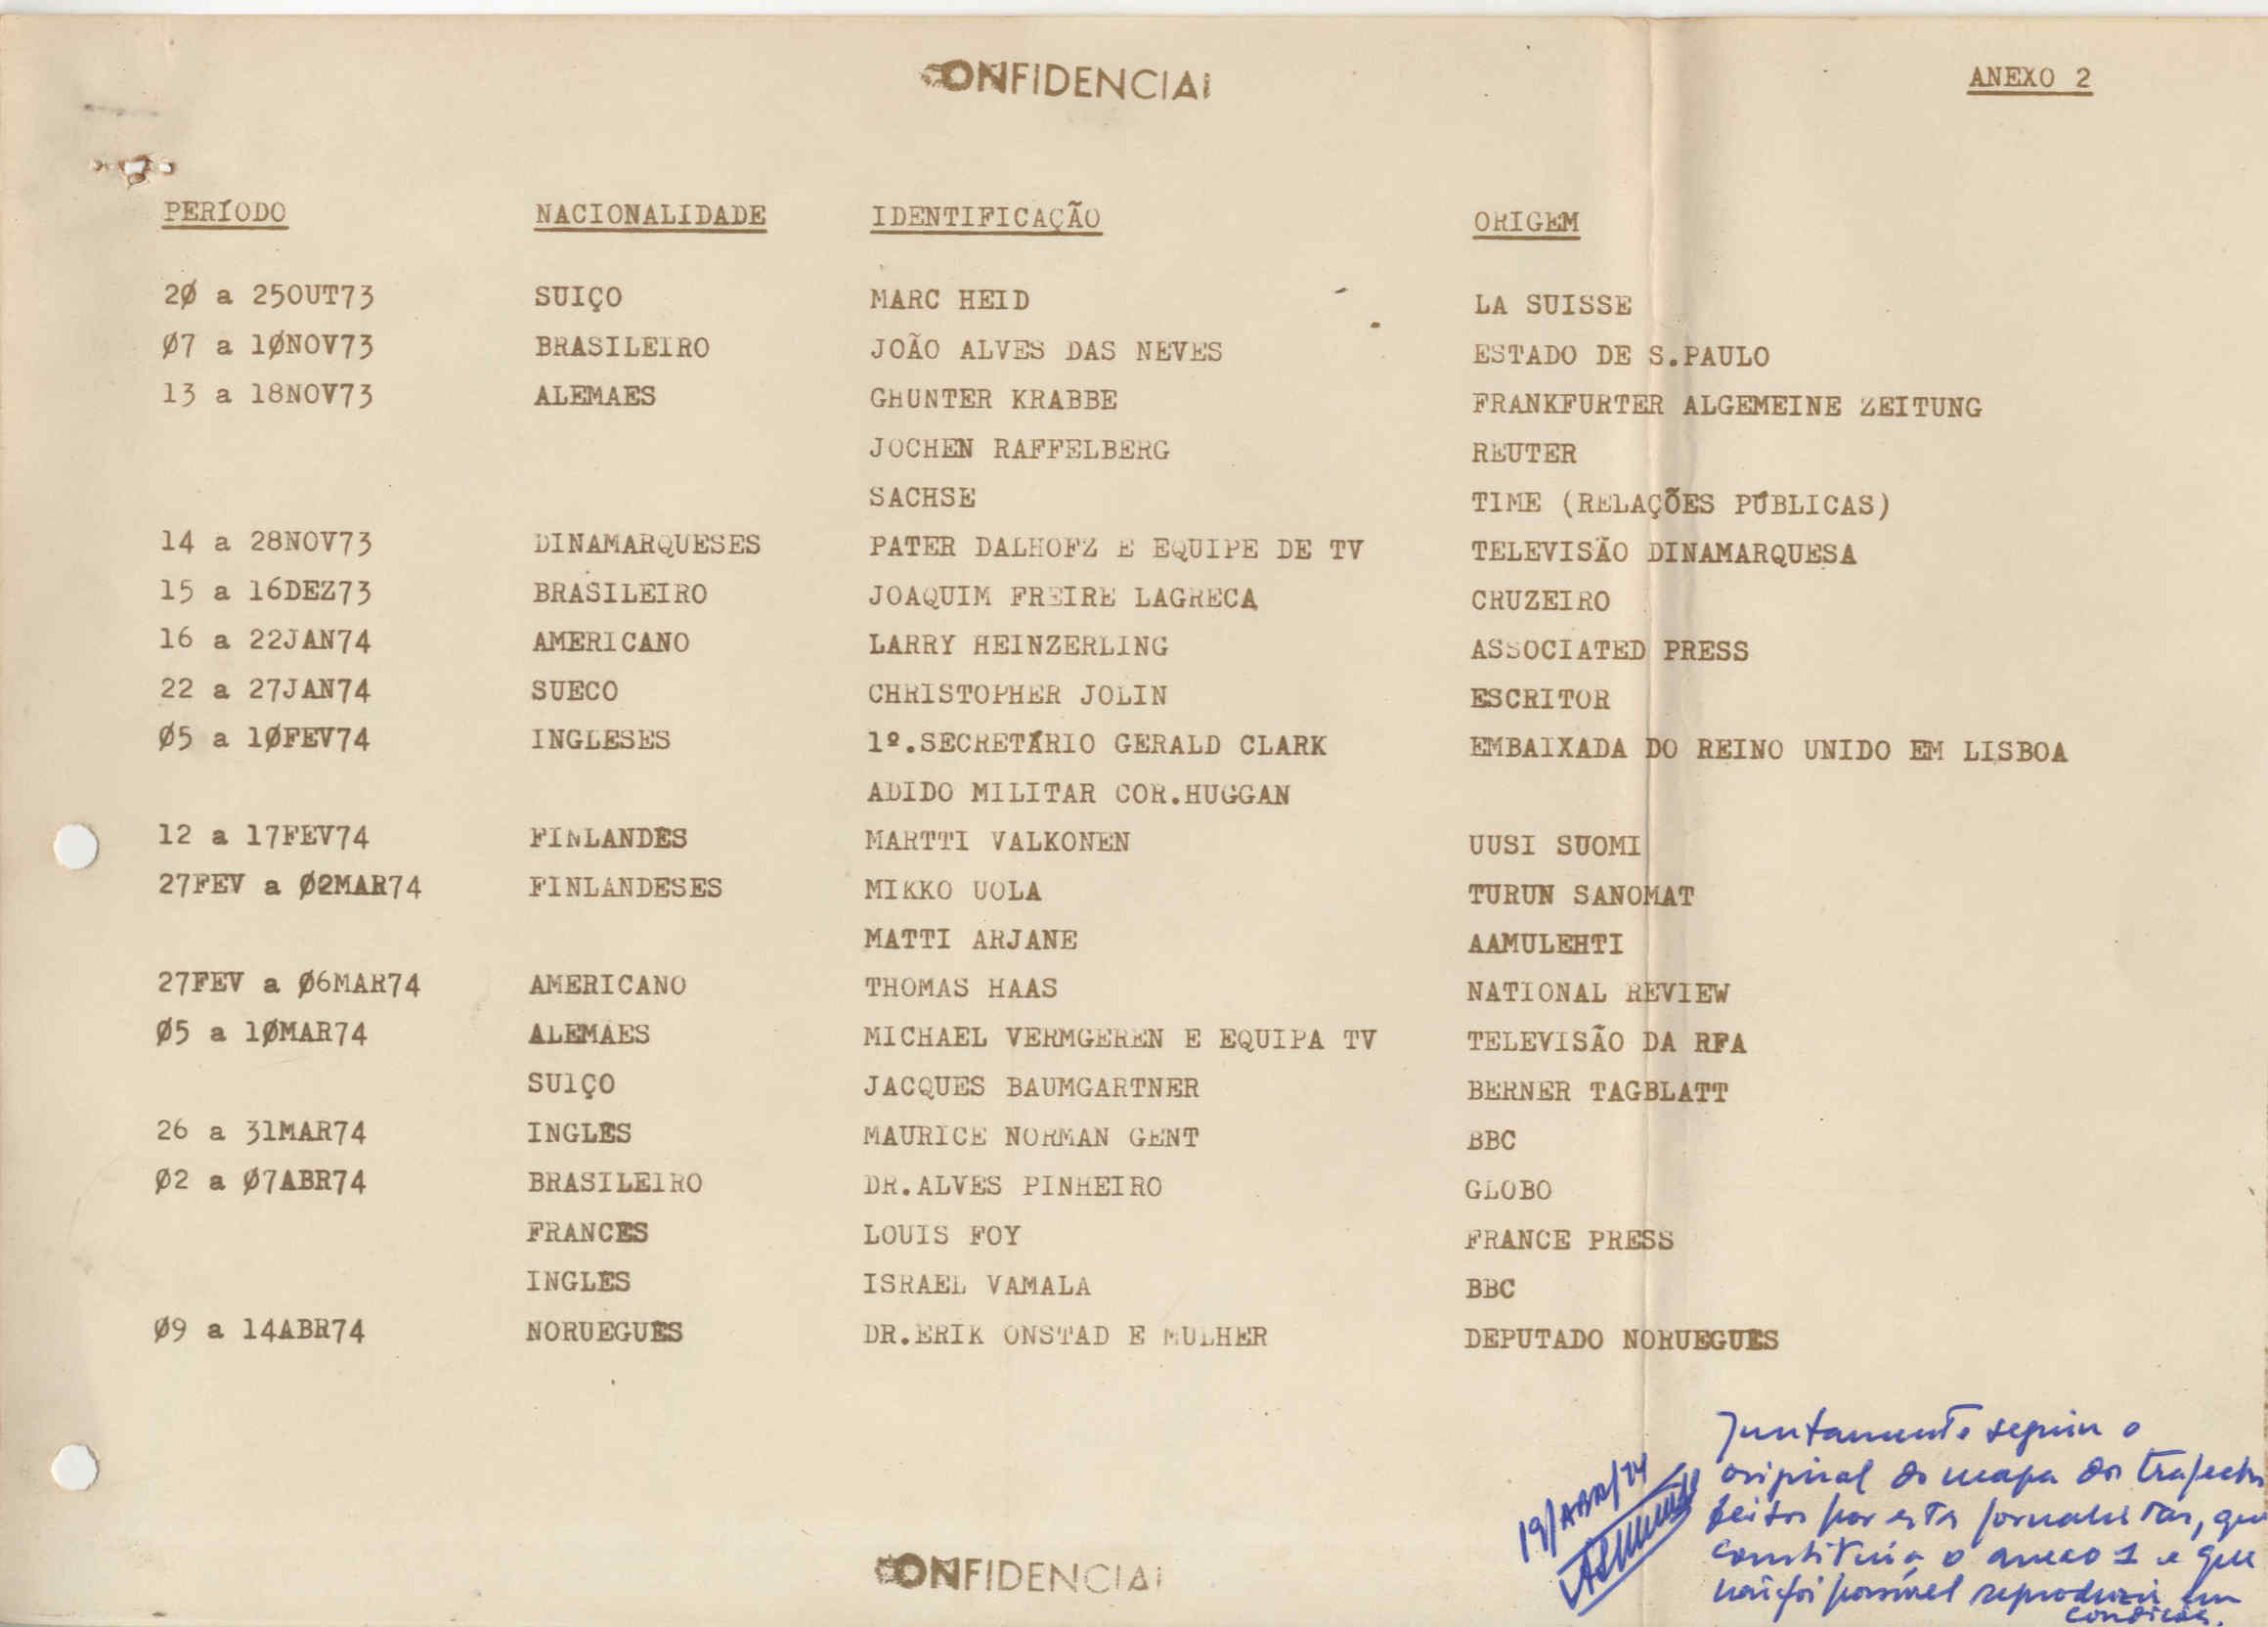 CONFIDENCIAL
ANEXO 2
PERÍODO NACIONALIDADE IDENTIFICAÇÃO ORIGEM
2Ø a 25OUT73 SUIÇO MARC HEID LA SUISSE
Ø7 a 1ØNOV73 BRASILEIRO JOÃO ALVES DAS NEVES ESTADO DE S.PAULO
13 a 18NOV73 ALEMAES GHUNTER KRABBE FRANKFURTER ALGEMEINE ZEITUNG
JOCHEN RAFFELBERG REUTER
SACHSE TIME (RELAÇÕES PÚBLICAS)
14 a 28NOV73 DINAMARQUESES PATER DALHOFZ E EQUIPE DE TV TELEVISÃO DINAMARQUESA
15 a 16DEZ73 BRASILEIRO JOAQUIM FREIRE LAGRECA CRUZEIRO
16 a 22JAN74 AMERICANO LARRY HEINZERLING ASSOCIATED PRESS
22 a 27JAN74 SUECO CHRISTOPHER JOLIN ESCRITOR
Ø5 a 1ØFEV74 INGLESES 1º.SECRETÁRIO GERALD CLARK EMBAIXADA DO REINO UNIDO EM LISBOA
ADIDO MILITAR COR.HUGGAN
12 a 17FEV74 FINLANDES MARTTI VALKONEN UUSI SUOMI
27FEV a Ø2MAR74 FINLANDESES MIKKO UOLA TURUN SANOMAT
MATTI ARJANE AAMULEHTI
27FEV a Ø6MAR74 AMERICANO THOMAS HAAS NATIONAL REVIEW
Ø5 a 1ØMAR74 ALEMAES MICHAEL VERMGEREN E EQUIPA TV TELEVISÃO DA RFA
SUIÇO JACQUES BAUMGARTNER BERNER TAGBLATT
26 a 31MAR74 INGLES MAURICE NORMAN GENT BBC
Ø2 a Ø7ABR74 BRASILEIRO DR.ALVES PINHEIRO GLOBO
FRANCES LOUIS FOY FRANCE PRESS
INGLES ISRAEL VAMALA BBC
Ø9 a 14ABR74 NORUEGUES DR.ERIK ONSTAD E MULHER DEPUTADO NORUEGUES
Juntamente seguiu o
original do mapa dos trajectos
feitos por estes jornalistas, que
constituia o anexo 1 e que
não foi possível reproduzir em
condições.
19/ABR/74
CONFIDENCIAL